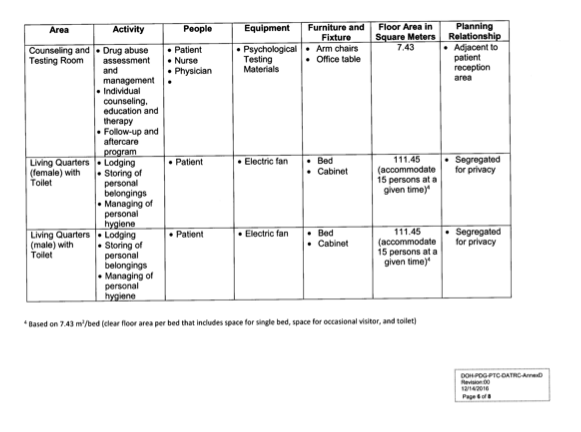 Area Activity People Equipment Furniture and Fixture Floor Area in Square Meters Planning Relationship
Counseling and Testing Room
• Drug abuse assessment and management
• Individual counseling, education and therapy
• Follow-up and aftercare program
• Patient
• Nurse
• Physician
•
• Psychological Testing Materials
• Arm chairs
• Office table
7.43
• Adjacent to patient reception area
Living Quarters (female) with Toilet
• Lodging
• Storing of personal belongings
• Managing of personal hygiene
• Patient
• Electric fan
• Bed
• Cabinet
111.45 (accommodate 15 persons at a given time)⁴
• Segregated for privacy
Living Quarters (male) with Toilet
• Lodging
• Storing of personal belongings
• Managing of personal hygiene
• Patient
• Electric fan
• Bed
• Cabinet
111.45 (accommodate 15 persons at a given time)⁴
• Segregated for privacy
⁴ Based on 7.43 m²/bed (clear floor area per bed that includes space for single bed, space for occasional visitor, and toilet)
DOH-PDG-PTC-DATRC-AnnexD
Revision:00
12/14/2016
Page 6 of 8